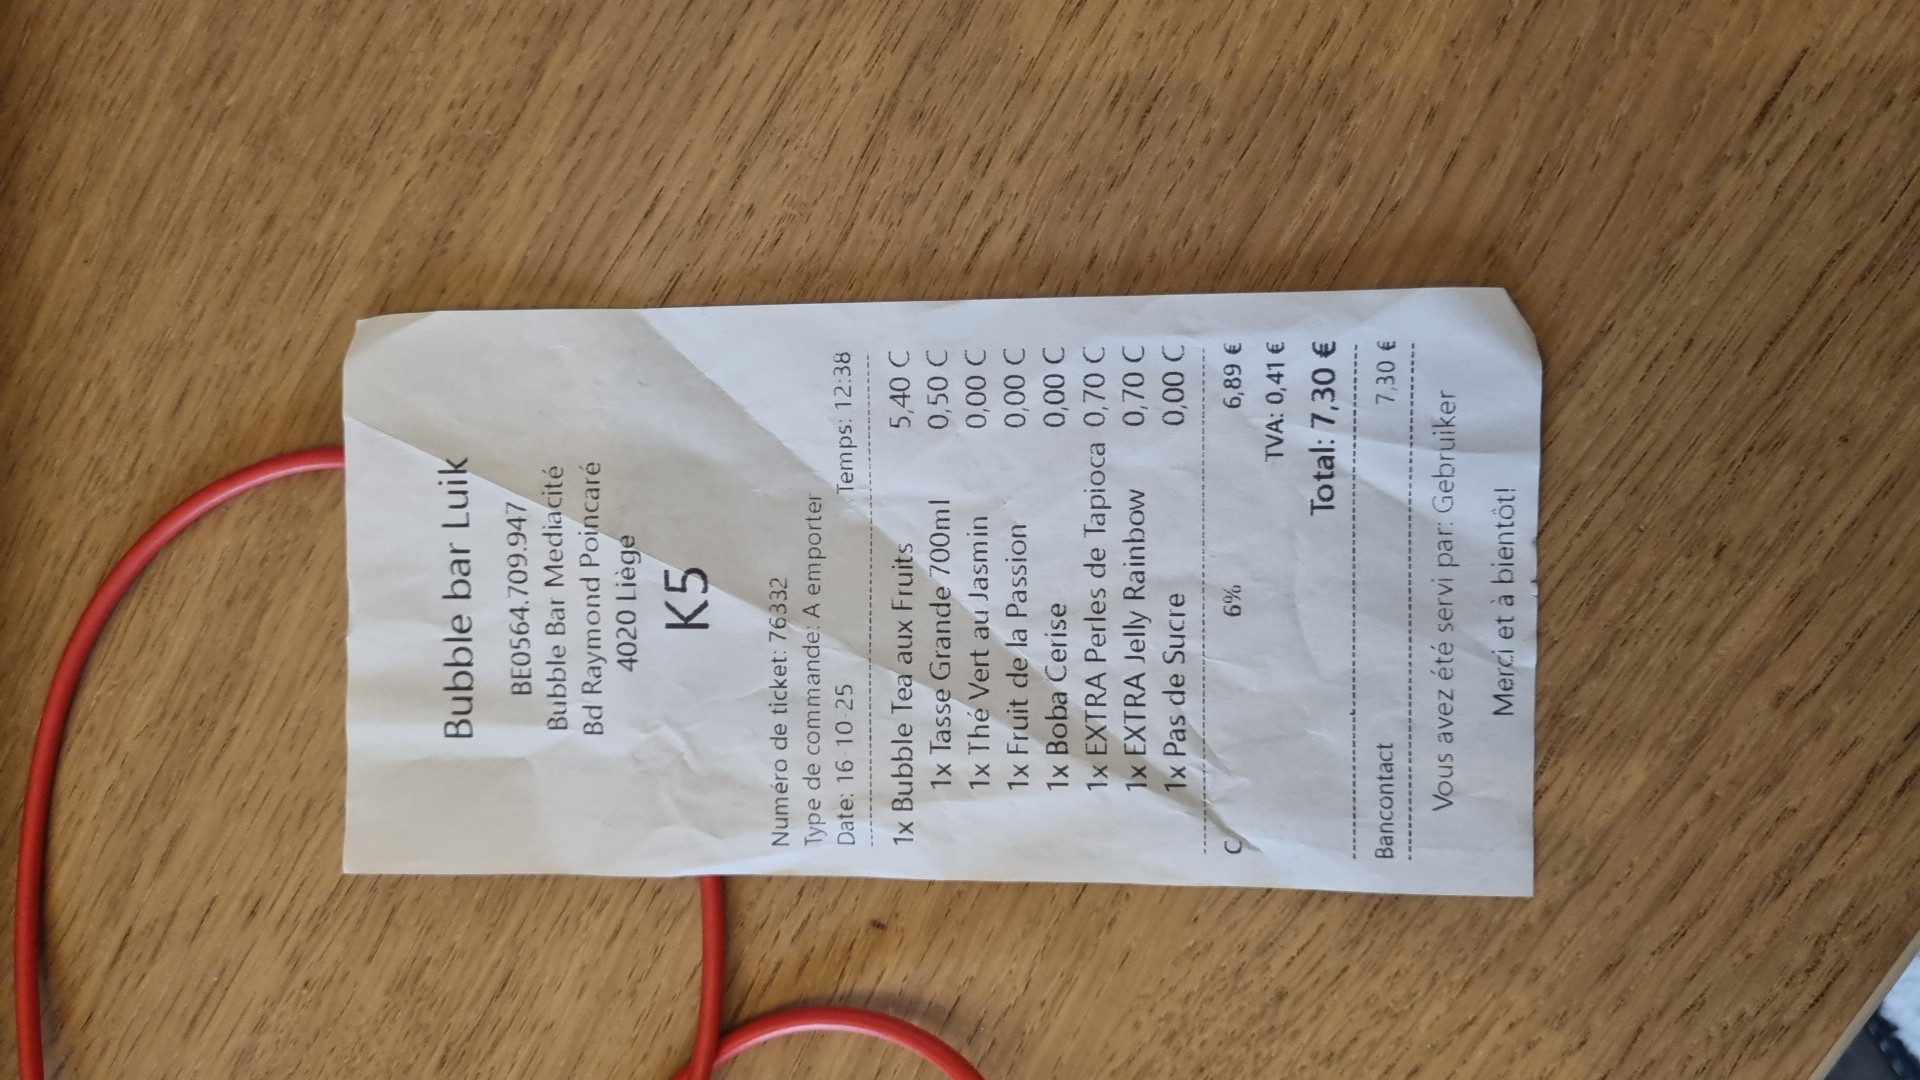 Bubble bar Luik
BE0564.709.947
Bubble Bar Mediacité
Bd Raymond Poincaré
4020 Liège
K5
Numéro de ticket: 76332
Type de commande: A emporter
Date: 16-10-25 Temps: 12:38
1x Bubble Tea aux Fruits 5,40 C
1x Tasse Grande 700ml 0,50 C
1x Thé Vert au Jasmin 0,00 C
1x Fruit de la Passion 0,00 C
1x Boba Cerise 0,00 C
1x EXTRA Perles de Tapioca 0,70 C
1x EXTRA Jelly Rainbow 0,70 C
1x Pas de Sucre 0,00 C
C 6% 6,89 €
TVA: 0,41 €
Total: 7,30 €
Bancontact 7,30 €
Vous avez été servi par: Gebruiker
Merci et à bientôt!